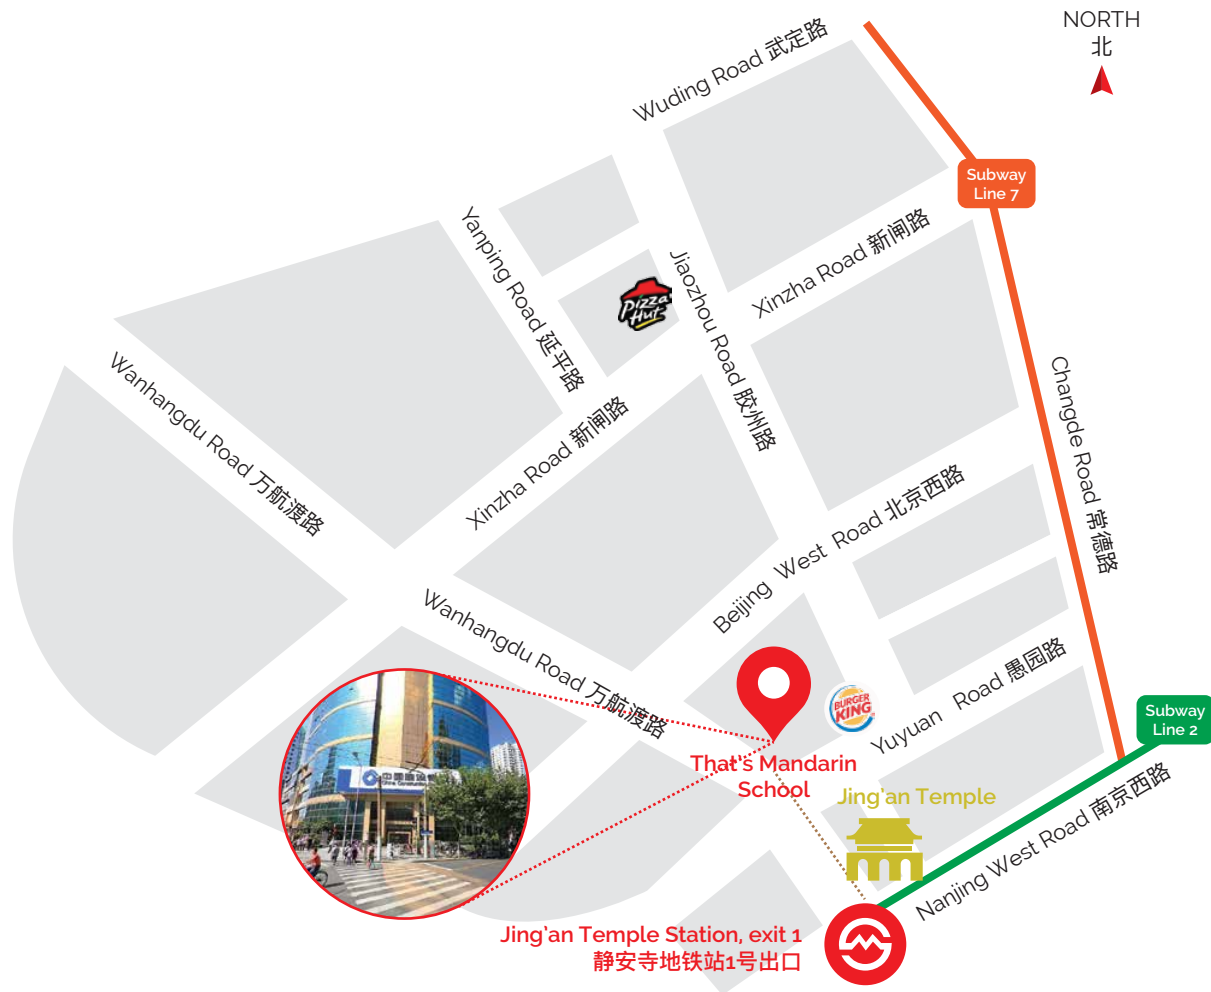 NORTH
北
Wuding Road 武定路
Subway
Line 7
Yanping Road 延平路
Jiaozhou Road 胶州路
Xinzha Road 新闸路
Pizza
Hut
Wanhangdu Road 万航渡路
Xinzha Road 新闸路
Changde Road 常德路
Beijing West Road 北京西路
Wanhangdu Road 万航渡路
Yuyuan Road 愚园路
BURGER
KING
Subway
Line 2
That's Mandarin
School
Jing'an Temple
Nanjing West Road 南京西路
Jing'an Temple Station, exit 1
静安寺地铁站1号出口